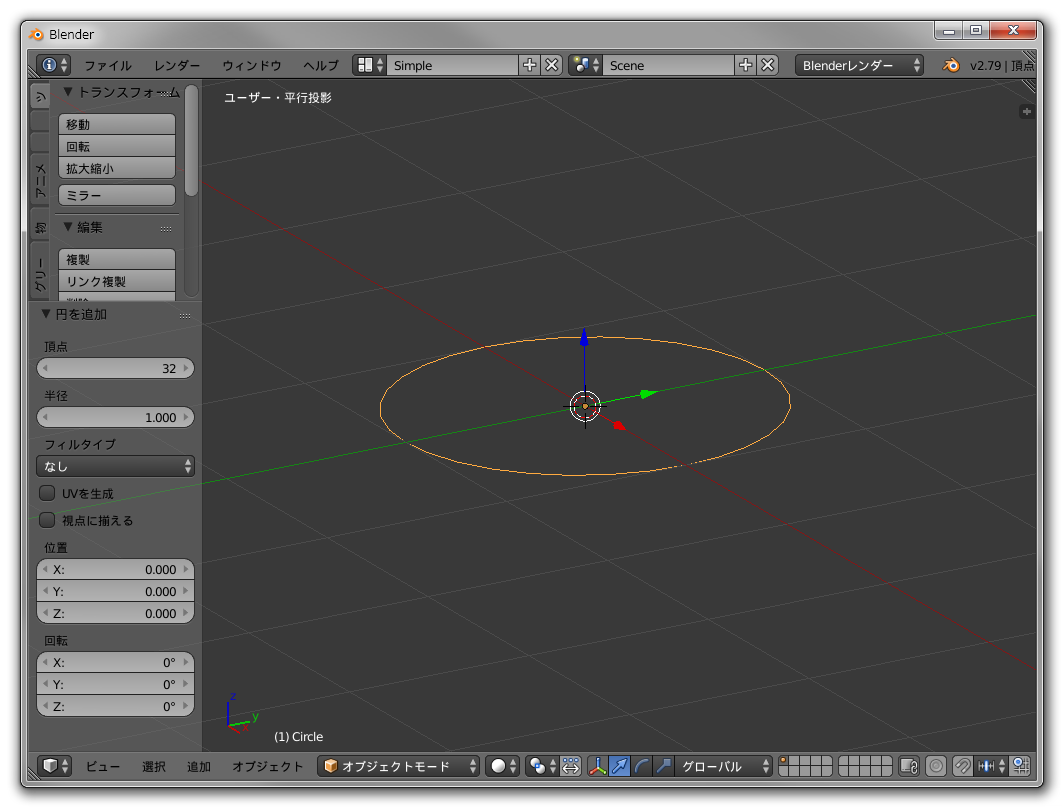 Blender
ファイル レンダー ウィンドウ ヘルプ Simple Scene Blenderレンダー v2.79 | 頂点
ユーザー・平行投影
▼トランスフォーム
移動
回転
拡大縮小
ミラー
アニメ
▼編集
複製
リンク複製
グリー
▼円を追加
頂点
32
半径
1.000
フィルタイプ
なし
UVを生成
視点に揃える
位置
X: 0.000
Y: 0.000
Z: 0.000
回転
X: 0°
Y: 0°
Z: 0°
z
y
x
(1) Circle
ビュー 選択 追加 オブジェクト オブジェクトモード グローバル